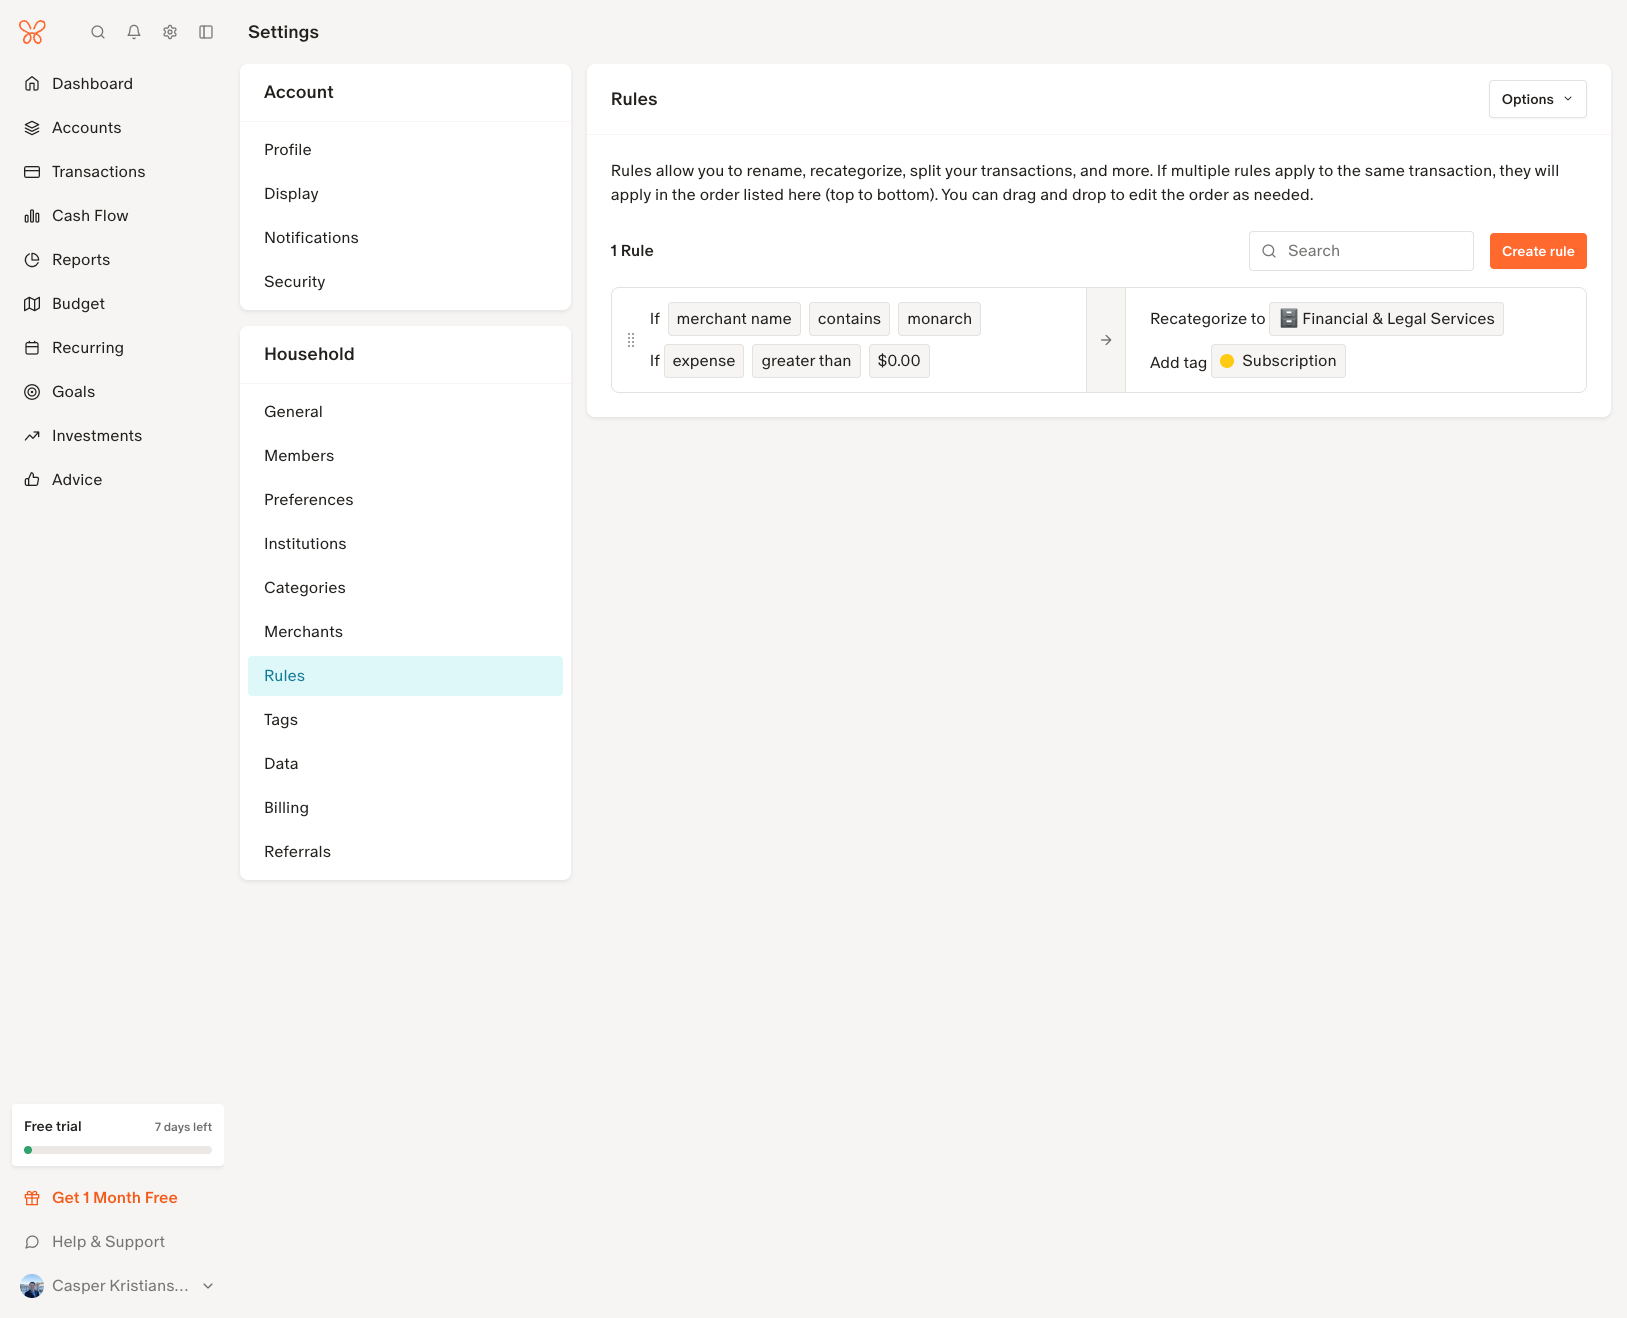 Settings
Dashboard
Accounts
Transactions
Cash Flow
Reports
Budget
Recurring
Goals
Investments
Advice
Free trial
7 days left
Get 1 Month Free
Help & Support
Casper Kristians...
Account
Profile
Display
Notifications
Security
Household
General
Members
Preferences
Institutions
Categories
Merchants
Rules
Tags
Data
Billing
Referrals
Rules
Options
Rules allow you to rename, recategorize, split your transactions, and more. If multiple rules apply to the same transaction, they will
apply in the order listed here (top to bottom). You can drag and drop to edit the order as needed.
1 Rule
Search
Create rule
If merchant name contains monarch
If expense greater than $0.00
Recategorize to Financial & Legal Services
Add tag Subscription